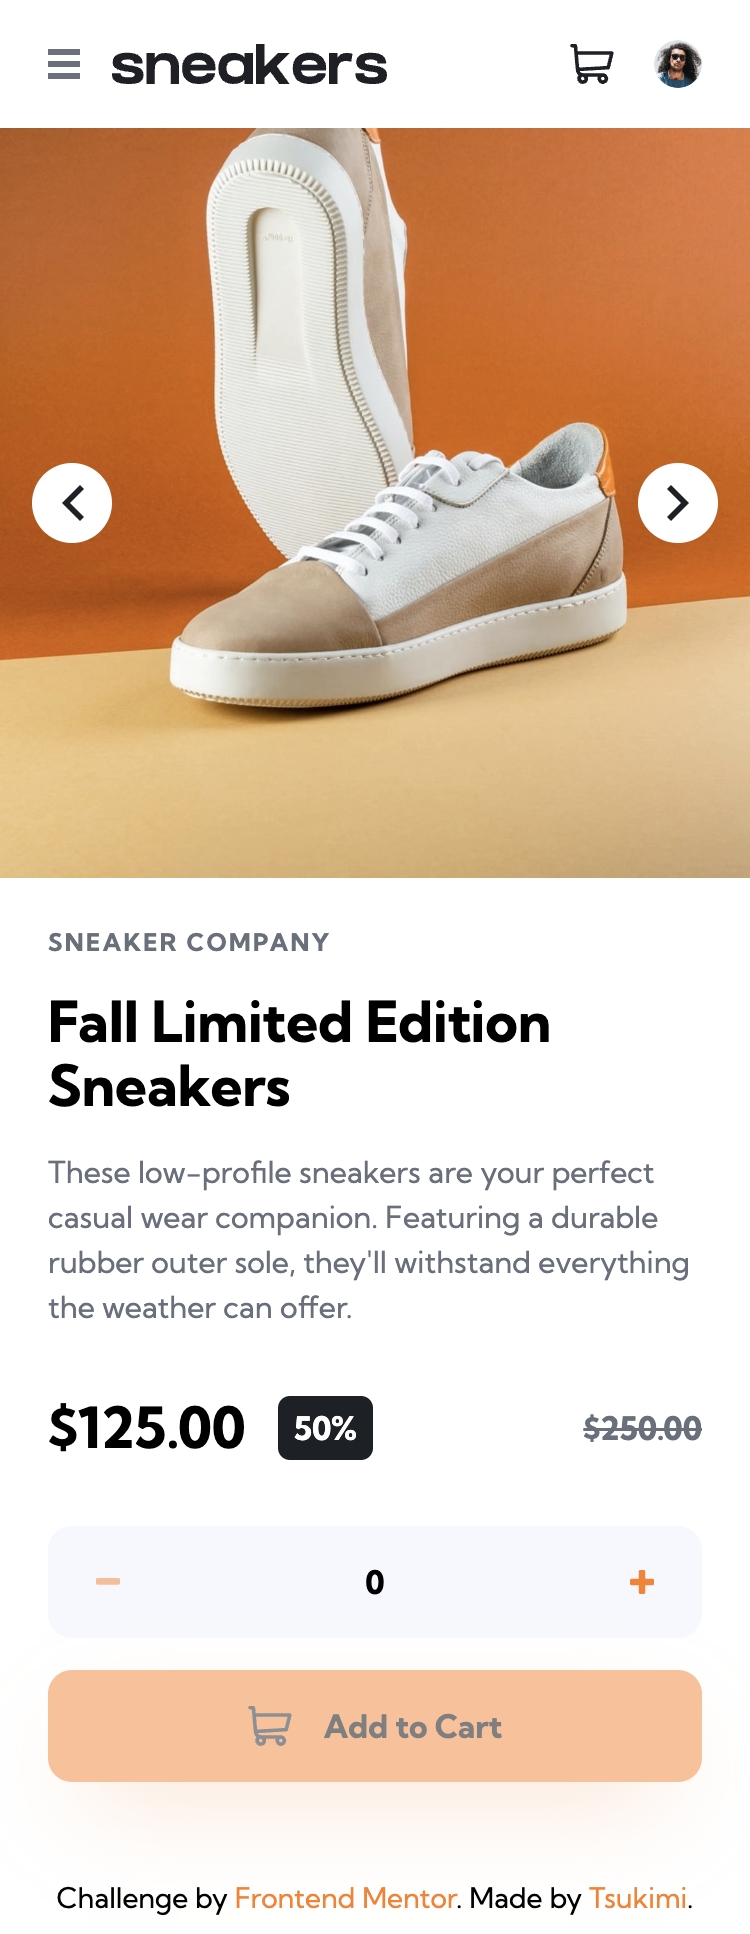 sneakers
SNEAKER COMPANY
Fall Limited Edition
Sneakers
These low-profile sneakers are your perfect
casual wear companion. Featuring a durable
rubber outer sole, they'll withstand everything
the weather can offer.
$125.00 50% $250.00
0
Add to Cart
Challenge by Frontend Mentor. Made by Tsukimi.